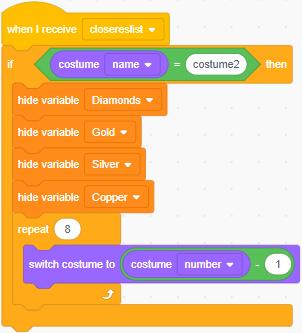 when I receive closereslist
if costume name = costume2 then
hide variable Diamonds
hide variable Gold
hide variable Silver
hide variable Copper
repeat 8
switch costume to costume number - 1